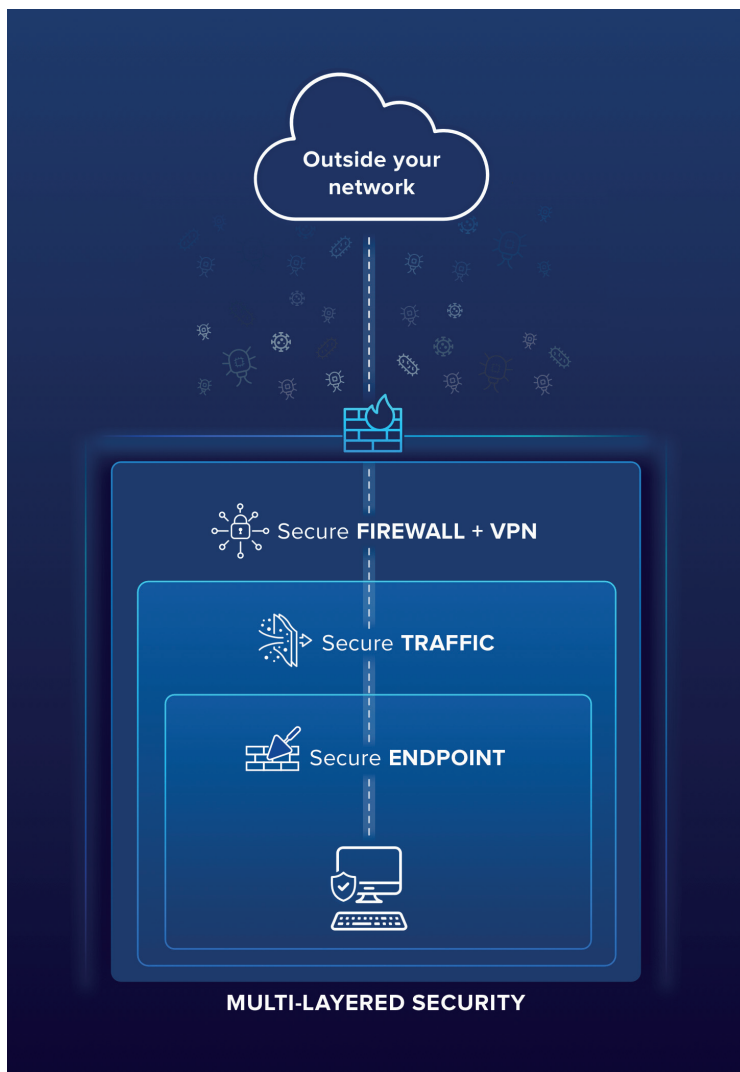 Outside your
network
Secure FIREWALL + VPN
Secure TRAFFIC
Secure ENDPOINT
MULTI-LAYERED SECURITY